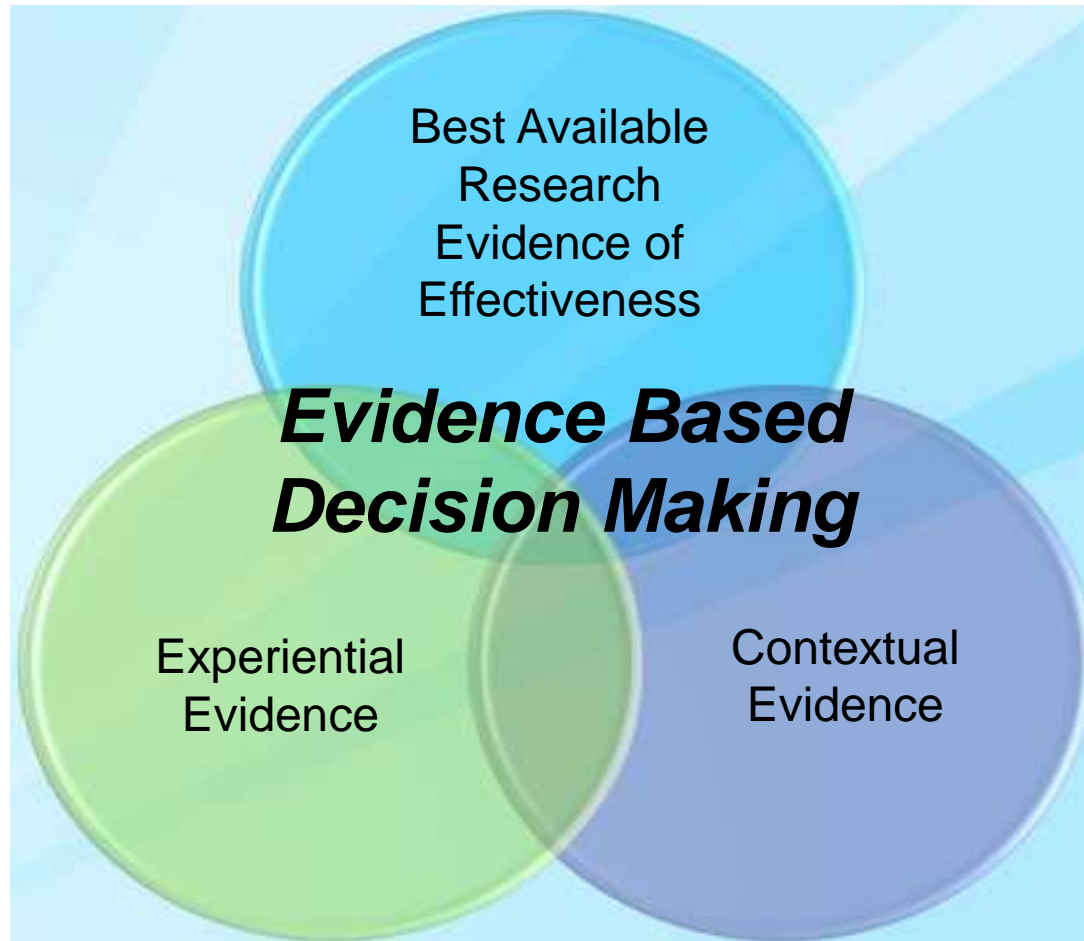 Best Available
Research
Evidence of
Effectiveness
Evidence Based
Decision Making
Experiential
Evidence
Contextual
Evidence